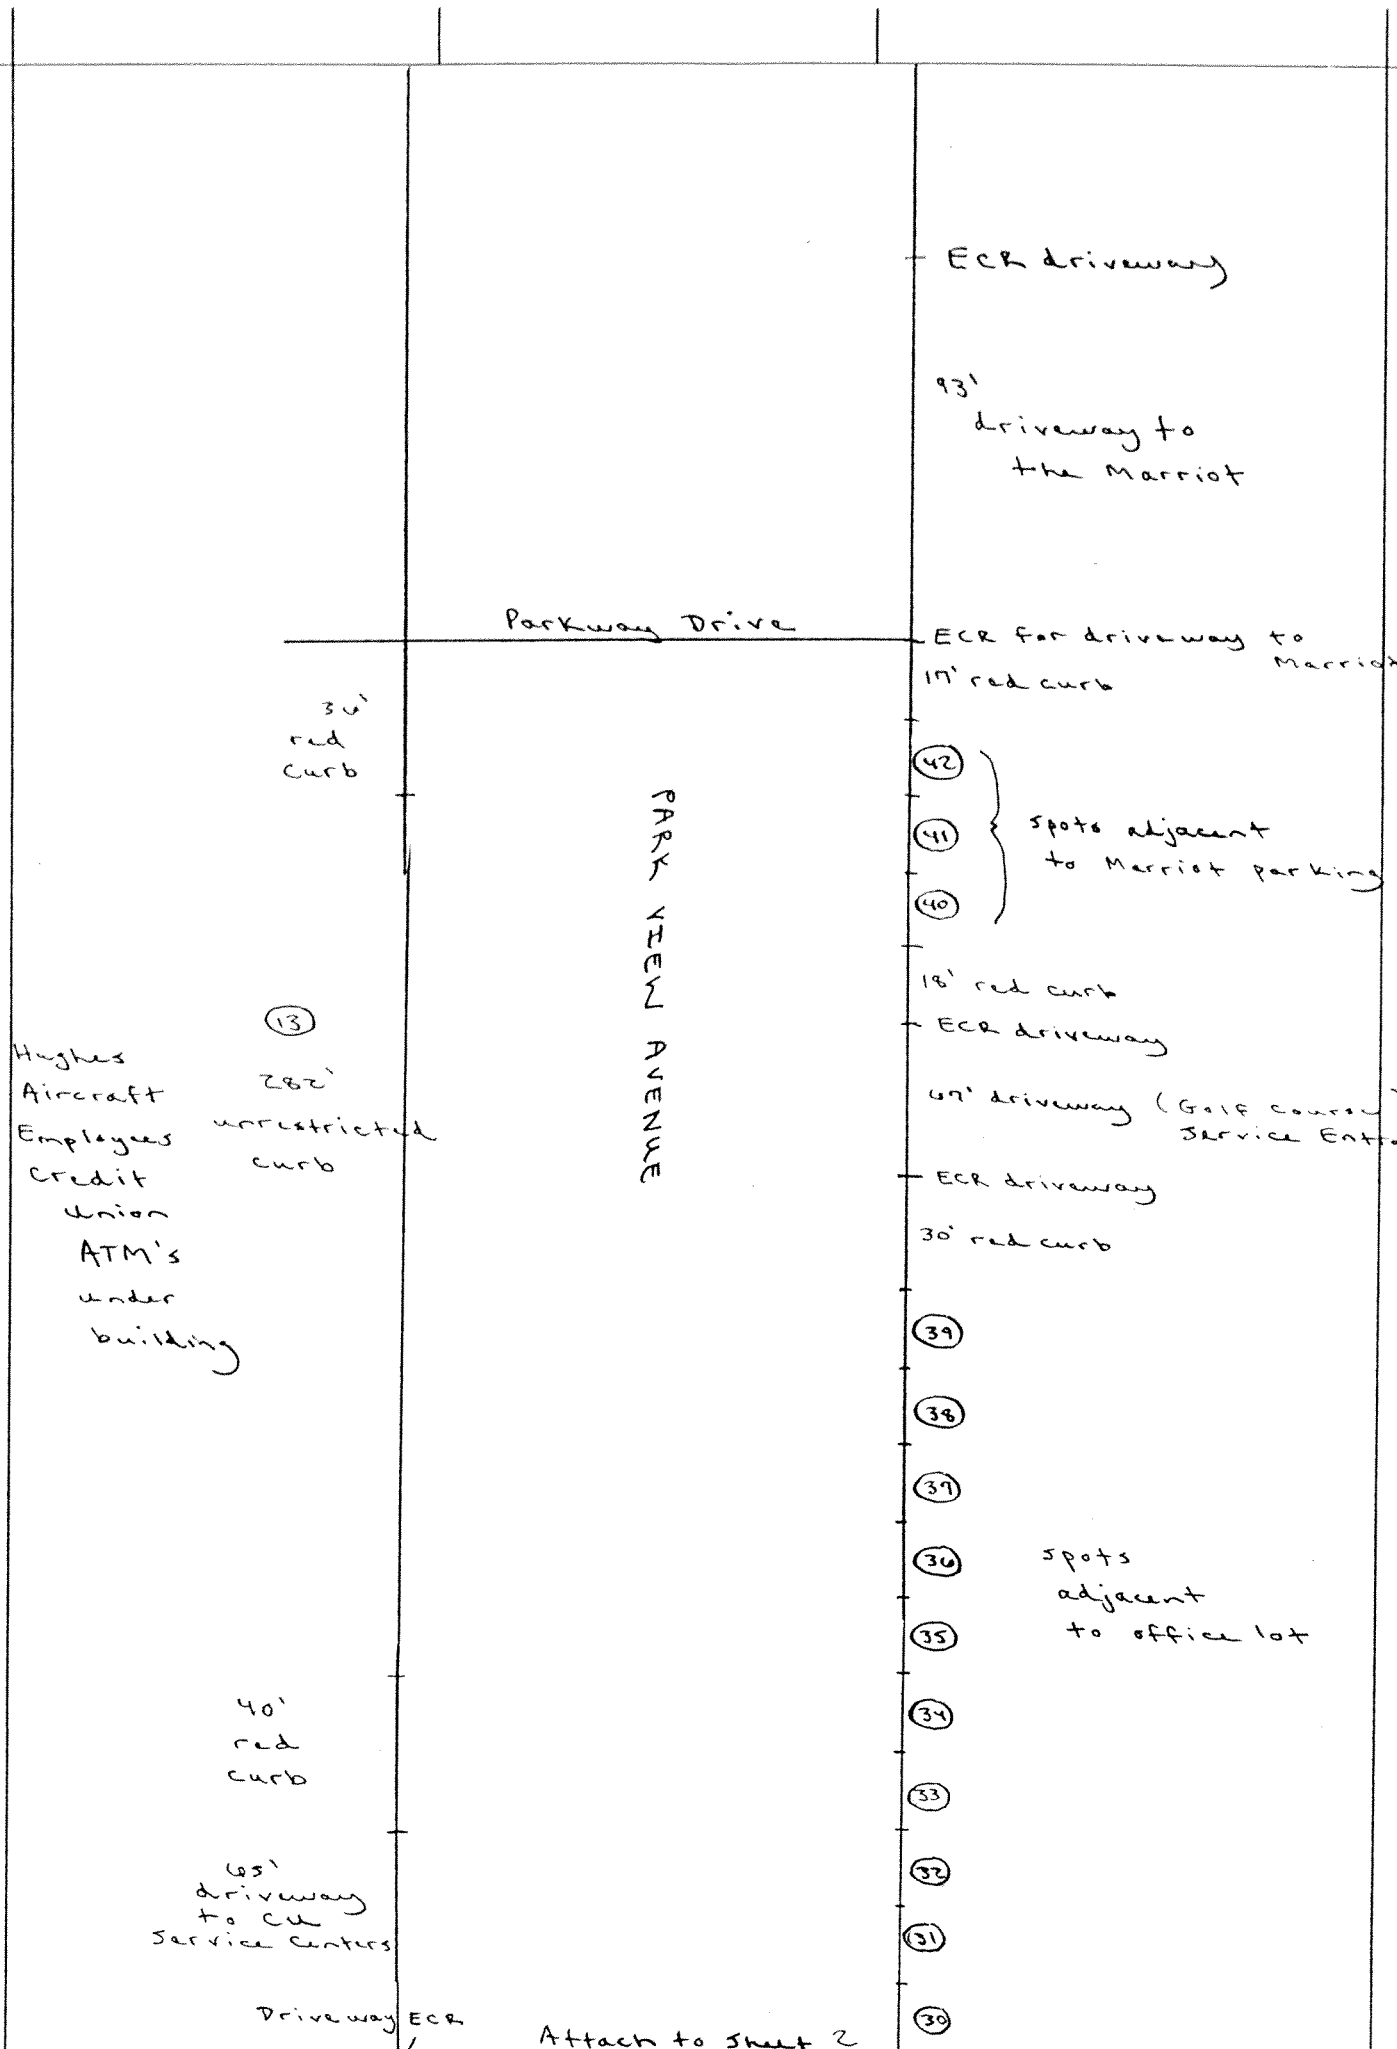 ECR driveway
93'
driveway to
the Marriot
Parkway Drive
ECR for driveway to
Marriot
17' red curb
36'
red
curb
42
41
40
spots adjacent
to Marriot parking
PARK VIEW AVENUE
18' red curb
ECR driveway
67' driveway (Golf Course
Service Entra
ECR driveway
30' red curb
13
282'
unrestricted
curb
Hughes
Aircraft
Employees
Credit
Union
ATM's
under
building
39
38
37
36
35
34
33
32
31
30
spots
adjacent
to office lot
40'
red
curb
65'
driveway
to CU
Service Centers
Driveway ECR
Attach to Sheet 2